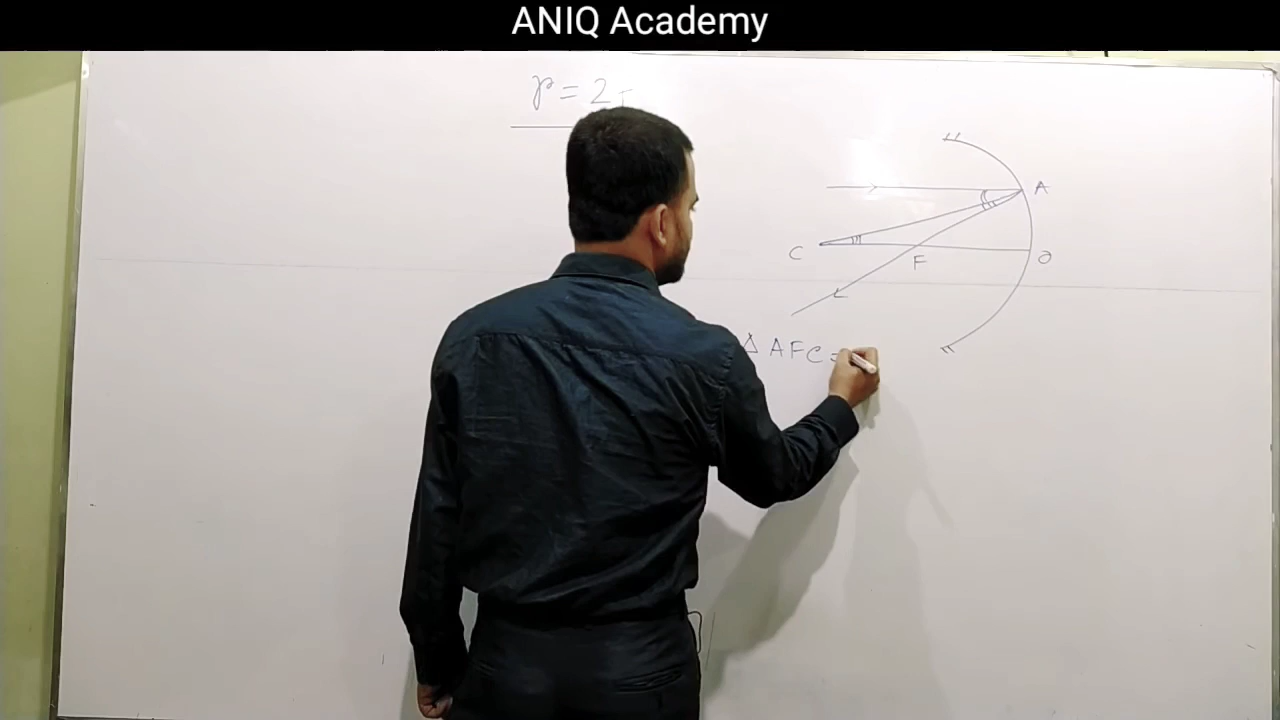 ANIQ Academy
r = 2
A
C
F
O
Δ AFC =